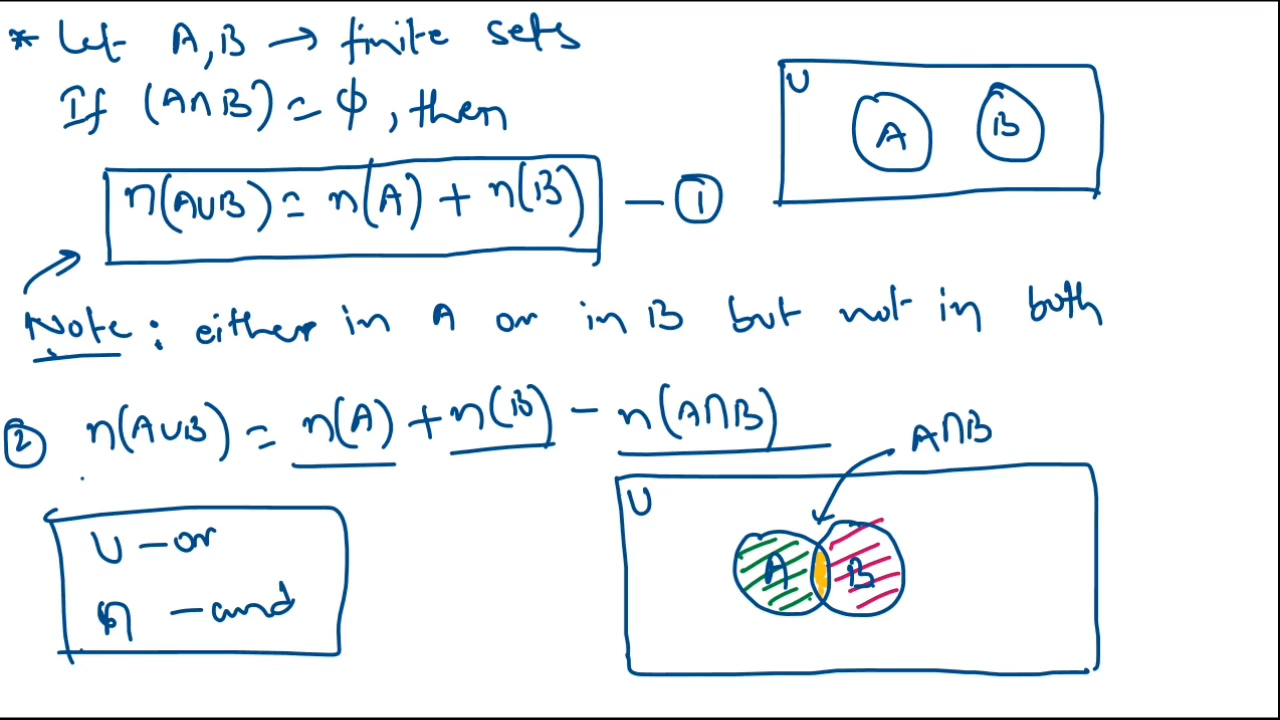 * Let A, B → finite sets
If (A∩B) = ϕ, then
n(A∪B) = n(A) + n(B) — ①
U
A
B
Note: either in A or in B but not in both
② n(A∪B) = n(A) + n(B) - n(A∩B)
A∩B
U
A
B
∪ - or
∩ - and